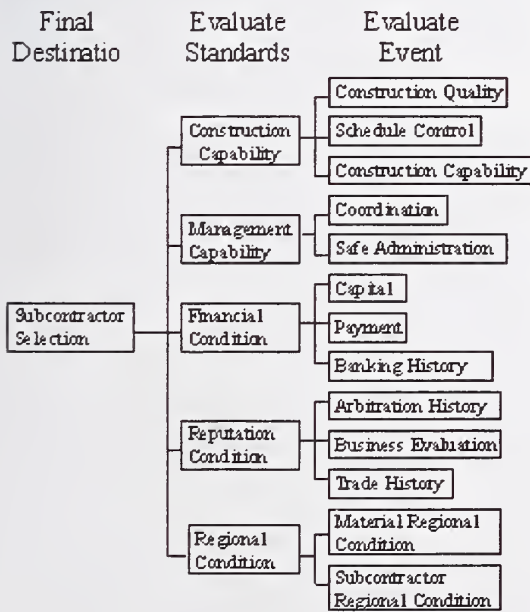 Final
Destinatio
Evaluate
Standards
Evaluate
Event
Subcontractor
Selection
Construction
Capability
Construction Quality
Schedule Control
Construction Capability
Management
Capability
Coordination
Safe Administration
Financial
Condition
Capital
Payment
Banking History
Reputation
Condition
Arbitration History
Business Evaluation
Trade History
Regional
Condition
Material Regional
Condition
Subcontractor
Regional Condition